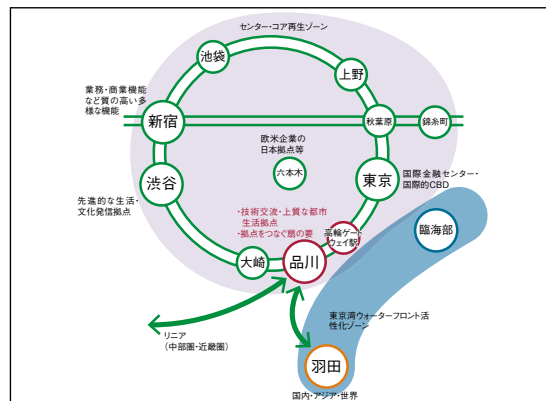 センター・コア再生ゾーン
池袋
上野
業務・商業機能
など質の高い多
様な機能
新宿
秋葉原
錦糸町
欧米企業の
日本拠点等
六本木
渋谷
東京
国際金融センター・
国際的CBD
先進的な生活・
文化発信拠点
・技術交流・上質な都市
生活拠点
・拠点をつなぐ扇の要
高輪ゲート
ウェイ駅
臨海部
大崎
品川
東京湾ウォーターフロント活
性化ゾーン
リニア
（中部圏・近畿圏）
羽田
国内・アジア・世界